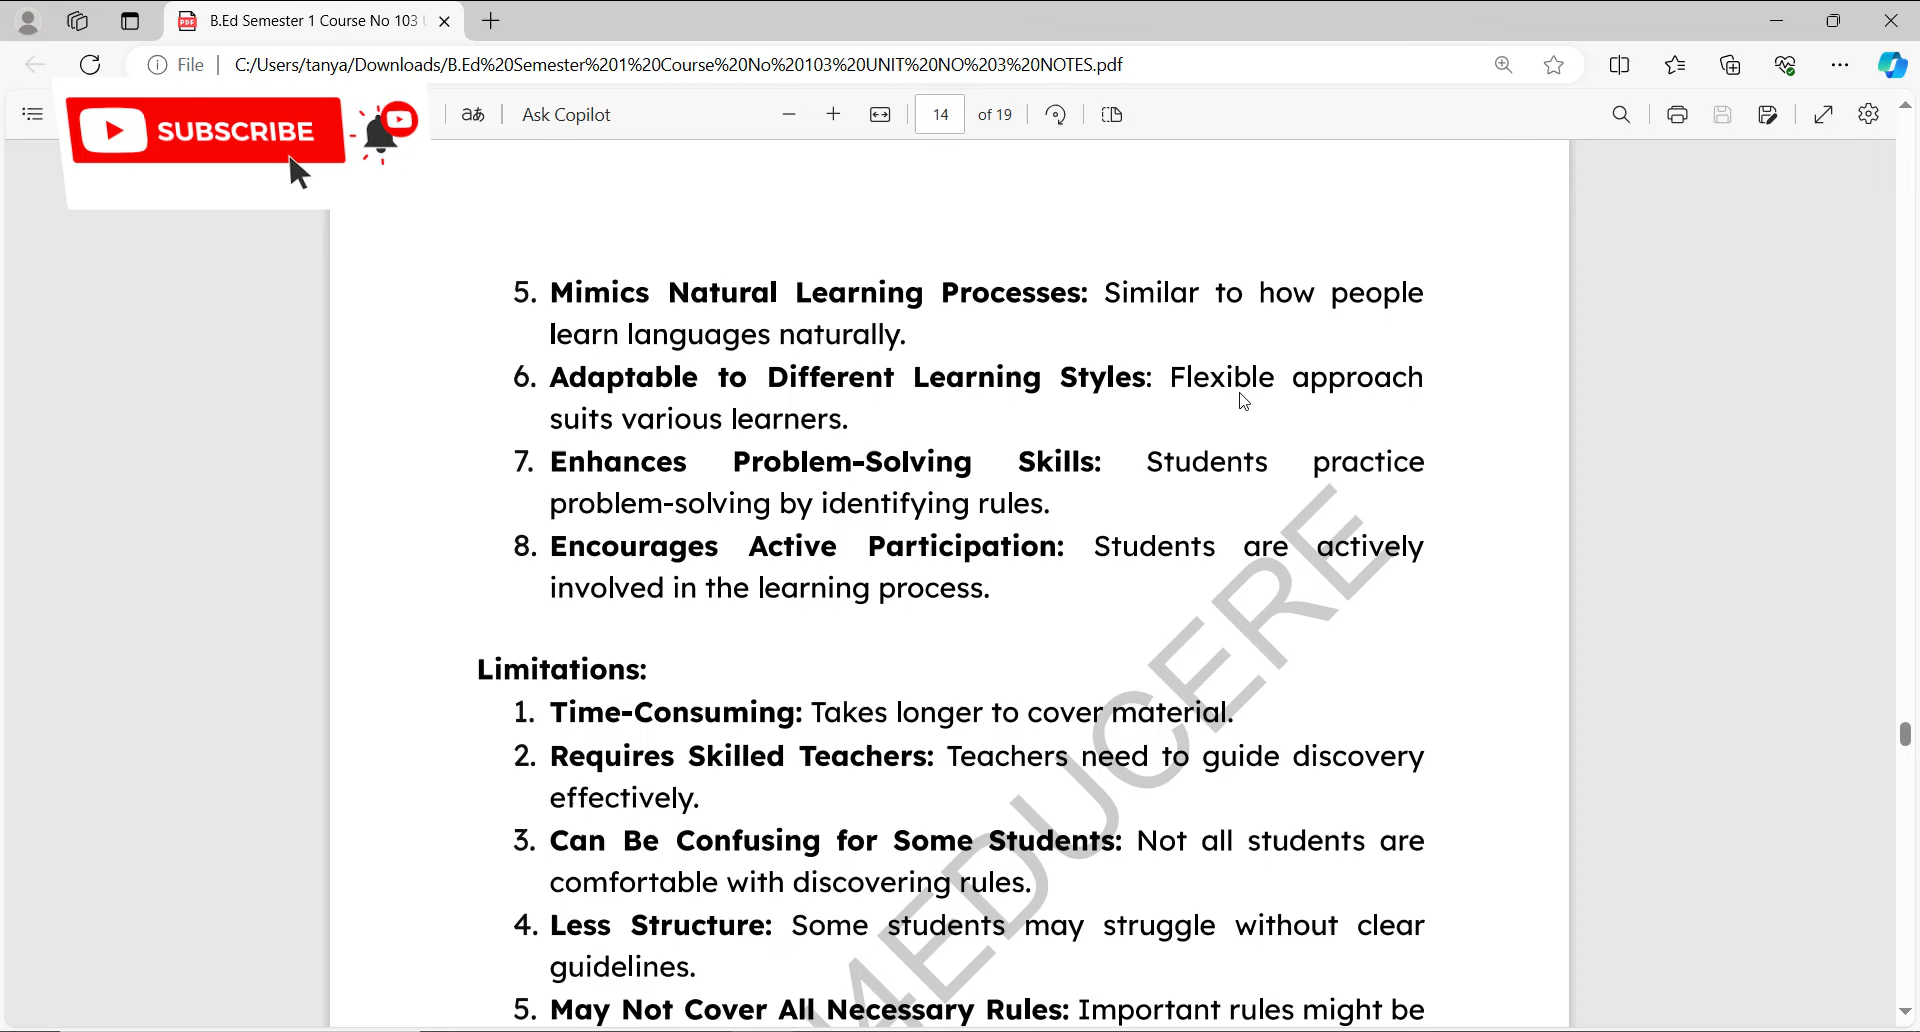 B.Ed Semester 1 Course No 103
File C:/Users/tanya/Downloads/B.Ed%20Semester%201%20Course%20No%20103%20UNIT%20NO%203%20NOTES.pdf
SUBSCRIBE
aあ Ask Copilot 14 of 19
5. Mimics Natural Learning Processes: Similar to how people
learn languages naturally.
6. Adaptable to Different Learning Styles: Flexible approach
suits various learners.
7. Enhances Problem-Solving Skills: Students practice
problem-solving by identifying rules.
8. Encourages Active Participation: Students are actively
involved in the learning process.
Limitations:
1. Time-Consuming: Takes longer to cover material.
2. Requires Skilled Teachers: Teachers need to guide discovery
effectively.
3. Can Be Confusing for Some Students: Not all students are
comfortable with discovering rules.
4. Less Structure: Some students may struggle without clear
guidelines.
5. May Not Cover All Necessary Rules: Important rules might be
4EDUCERE